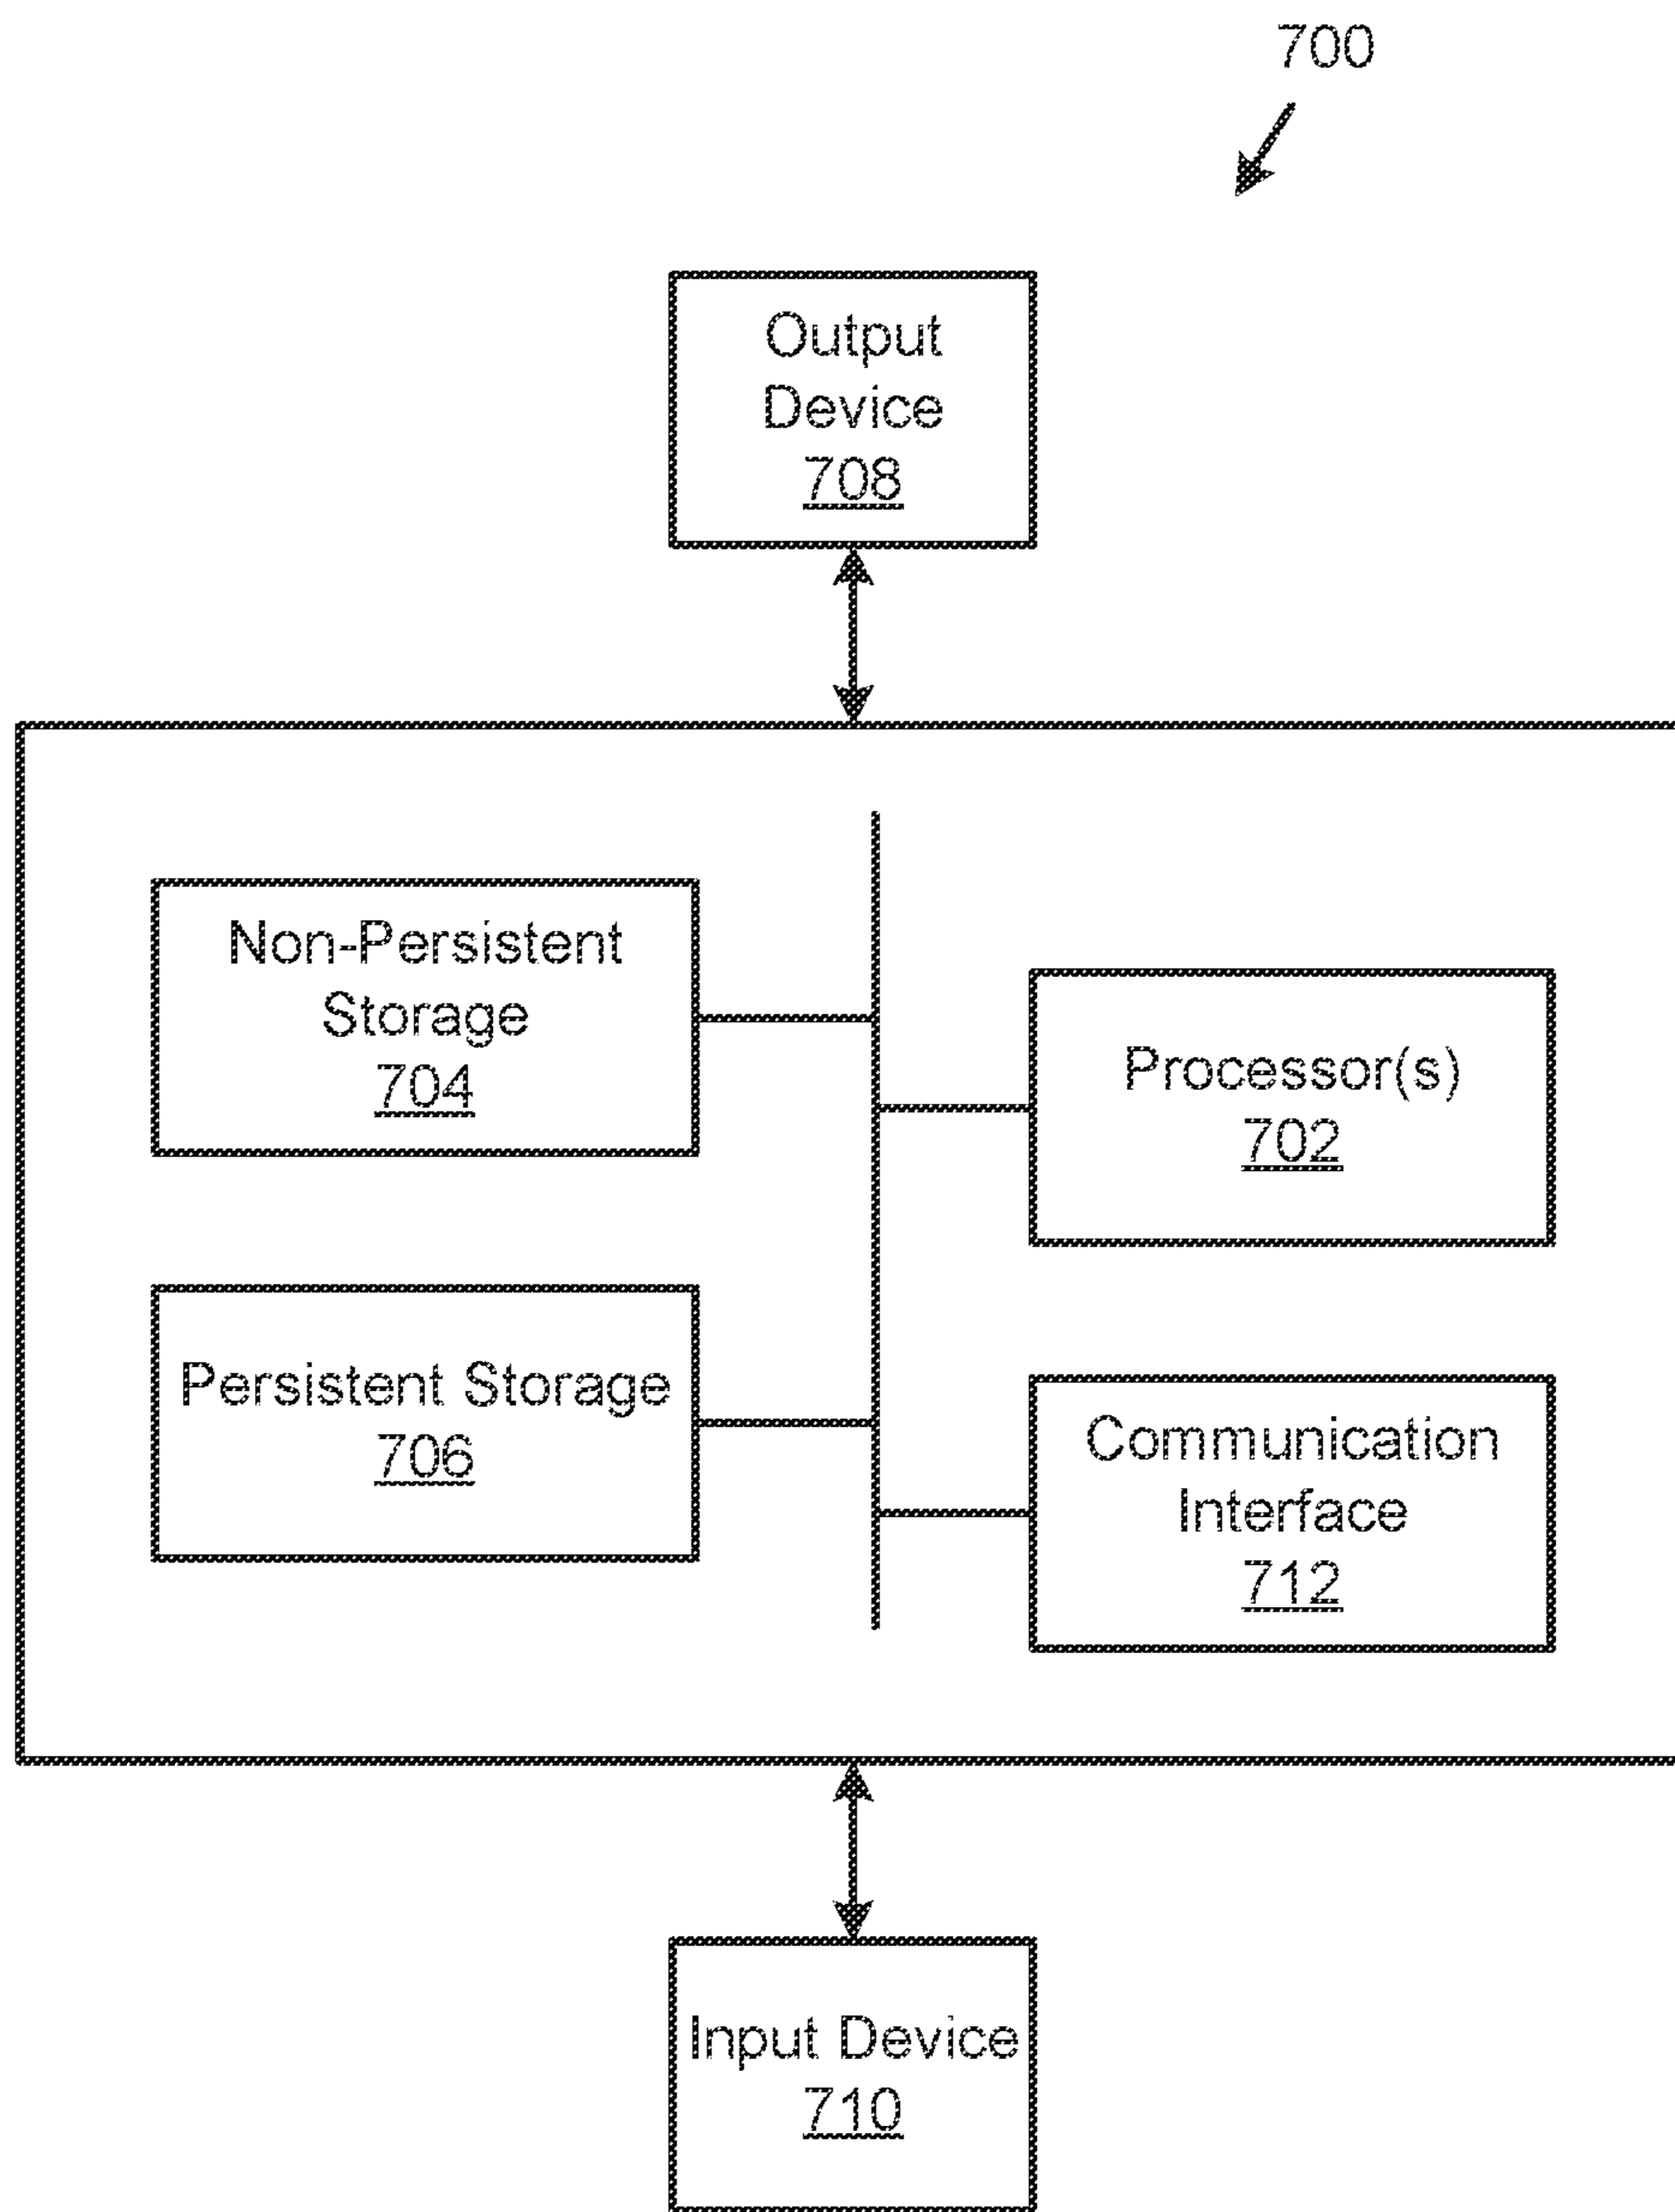 700
Output
Device
708
Non-Persistent
Storage
704
Processor(s)
702
Persistent Storage
706
Communication
Interface
712
Input Device
710